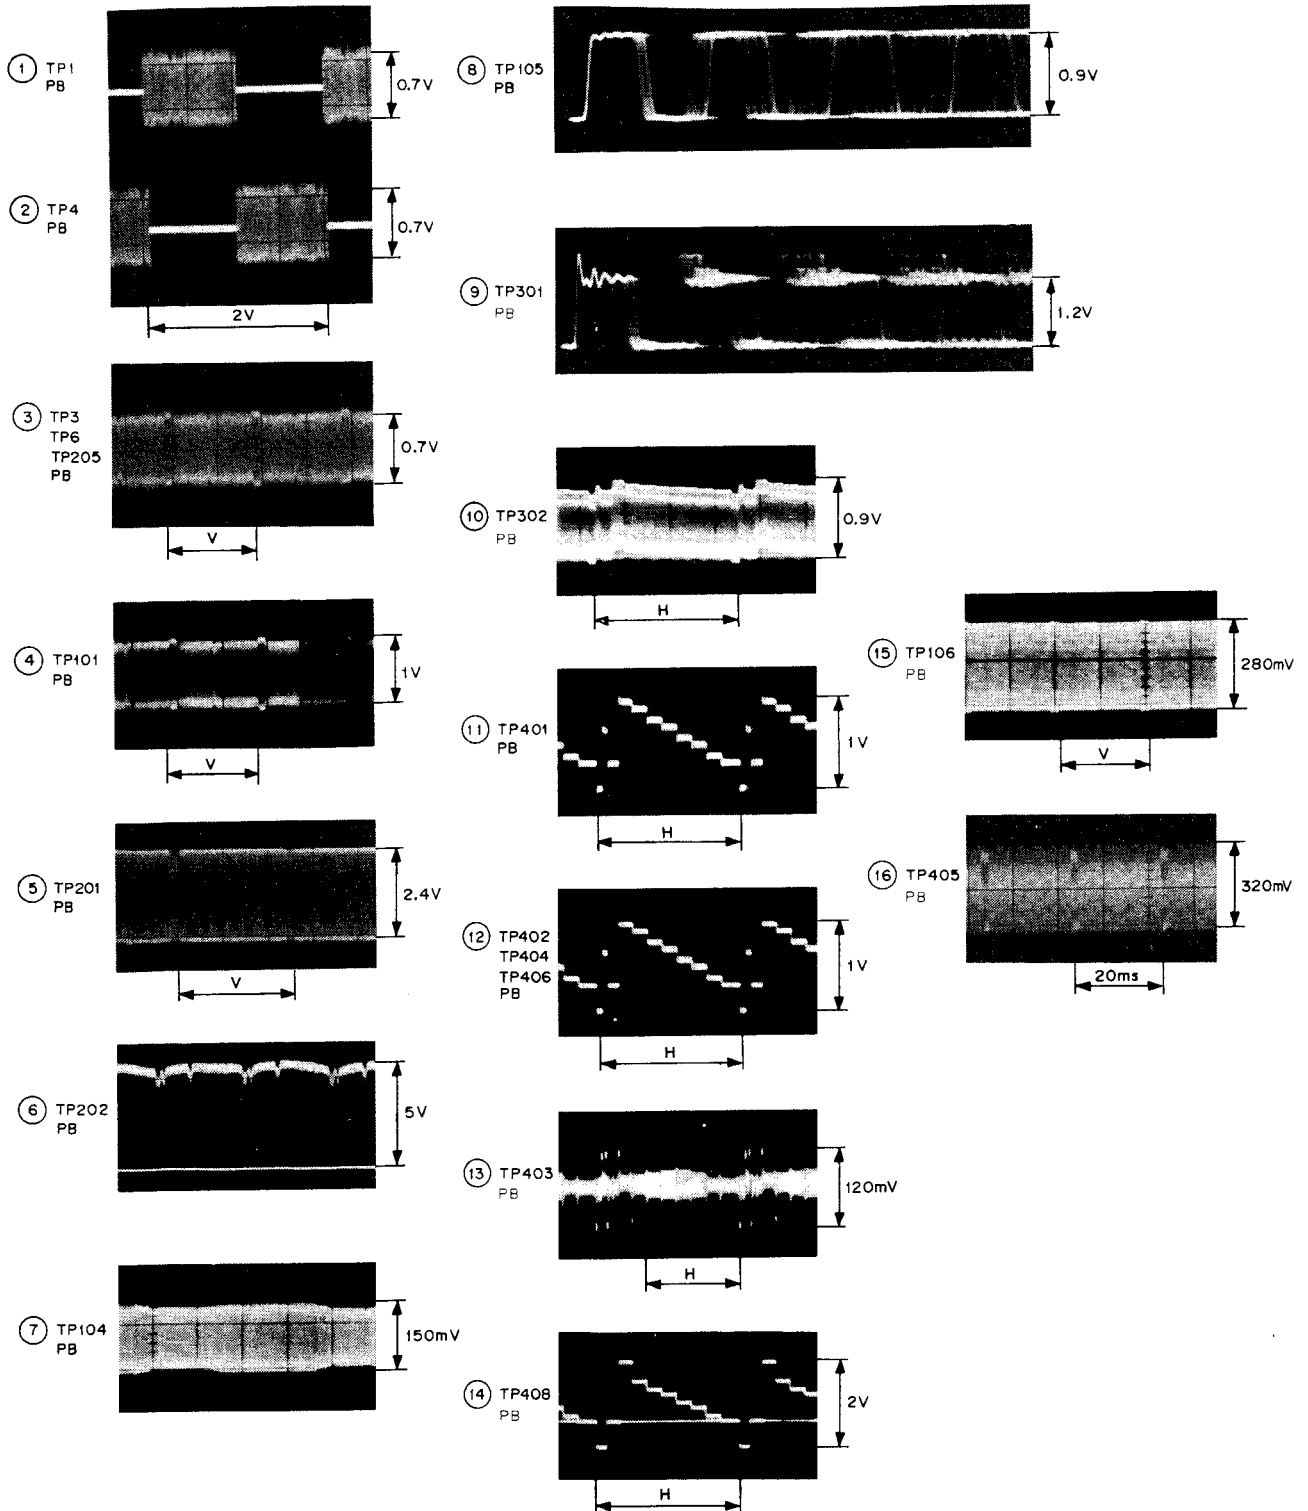 1 TP1
PB
0.7V
2 TP4
PB
0.7V
2V
3 TP3
TP6
TP205
PB
0.7V
V
4 TP101
PB
1V
V
5 TP201
PB
2.4V
V
6 TP202
PB
5V
7 TP104
PB
150mV
8 TP105
PB
0.9V
9 TP301
PB
1.2V
10 TP302
PB
0.9V
H
11 TP401
PB
1V
H
12 TP402
TP404
TP406
PB
1V
H
13 TP403
PB
120mV
H
14 TP408
PB
2V
H
15 TP106
PB
280mV
V
16 TP405
PB
320mV
20ms